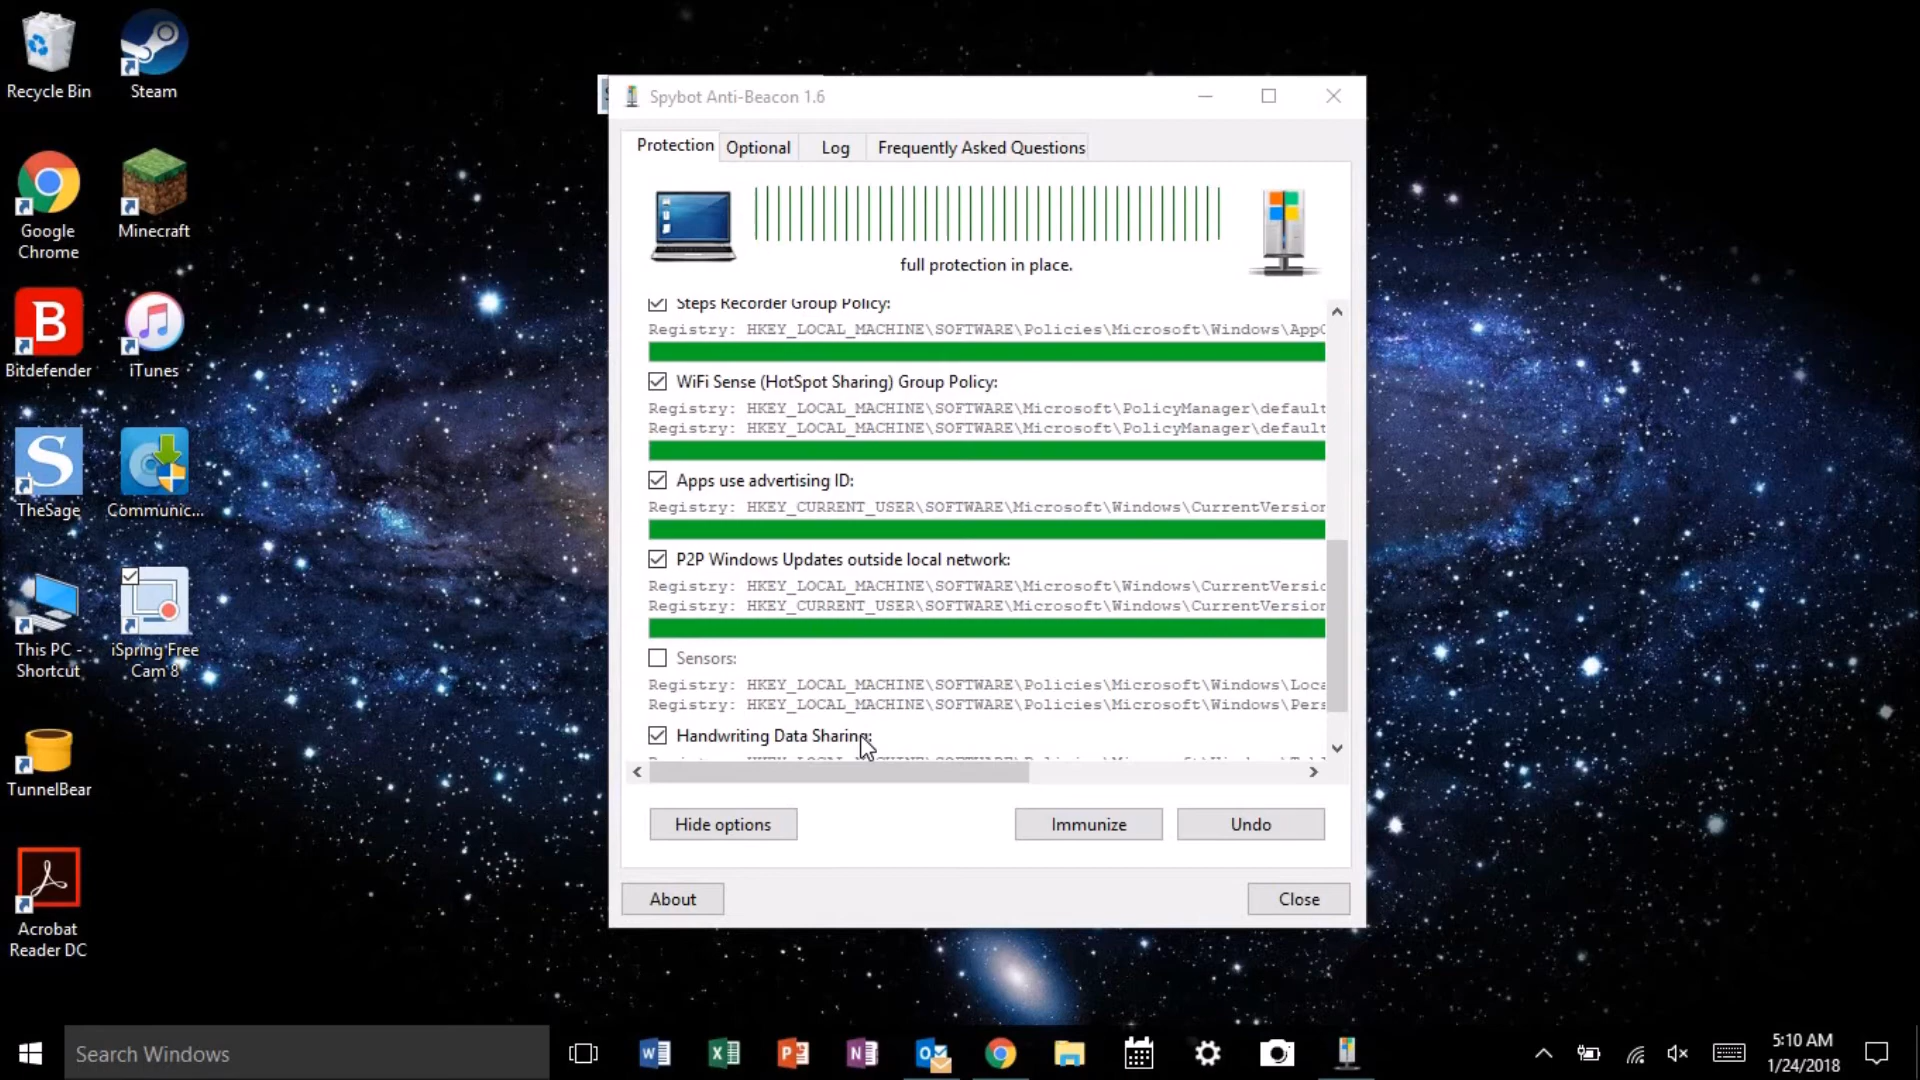 Recycle Bin
Steam
Google
Chrome
Minecraft
Bitdefender
iTunes
TheSage
Communic...
This PC -
Shortcut
iSpring Free
Cam 8
TunnelBear
Acrobat
Reader DC
Spybot Anti-Beacon 1.6
Protection
Optional
Log
Frequently Asked Questions
full protection in place.
Steps Recorder Group Policy:
Registry: HKEY_LOCAL_MACHINE\SOFTWARE\Policies\Microsoft\Windows\App
WiFi Sense (HotSpot Sharing) Group Policy:
Registry: HKEY_LOCAL_MACHINE\SOFTWARE\Microsoft\PolicyManager\default
Registry: HKEY_LOCAL_MACHINE\SOFTWARE\Microsoft\PolicyManager\default
Apps use advertising ID:
Registry: HKEY_CURRENT_USER\SOFTWARE\Microsoft\Windows\CurrentVersion
P2P Windows Updates outside local network:
Registry: HKEY_LOCAL_MACHINE\SOFTWARE\Microsoft\Windows\CurrentVersic
Registry: HKEY_CURRENT_USER\SOFTWARE\Microsoft\Windows\CurrentVersion
Sensors:
Registry: HKEY_LOCAL_MACHINE\SOFTWARE\Policies\Microsoft\Windows\Loca
Registry: HKEY_LOCAL_MACHINE\SOFTWARE\Policies\Microsoft\Windows\Pers
Handwriting Data Sharing:
Hide options
Immunize
Undo
About
Close
Search Windows
5:10 AM
1/24/2018